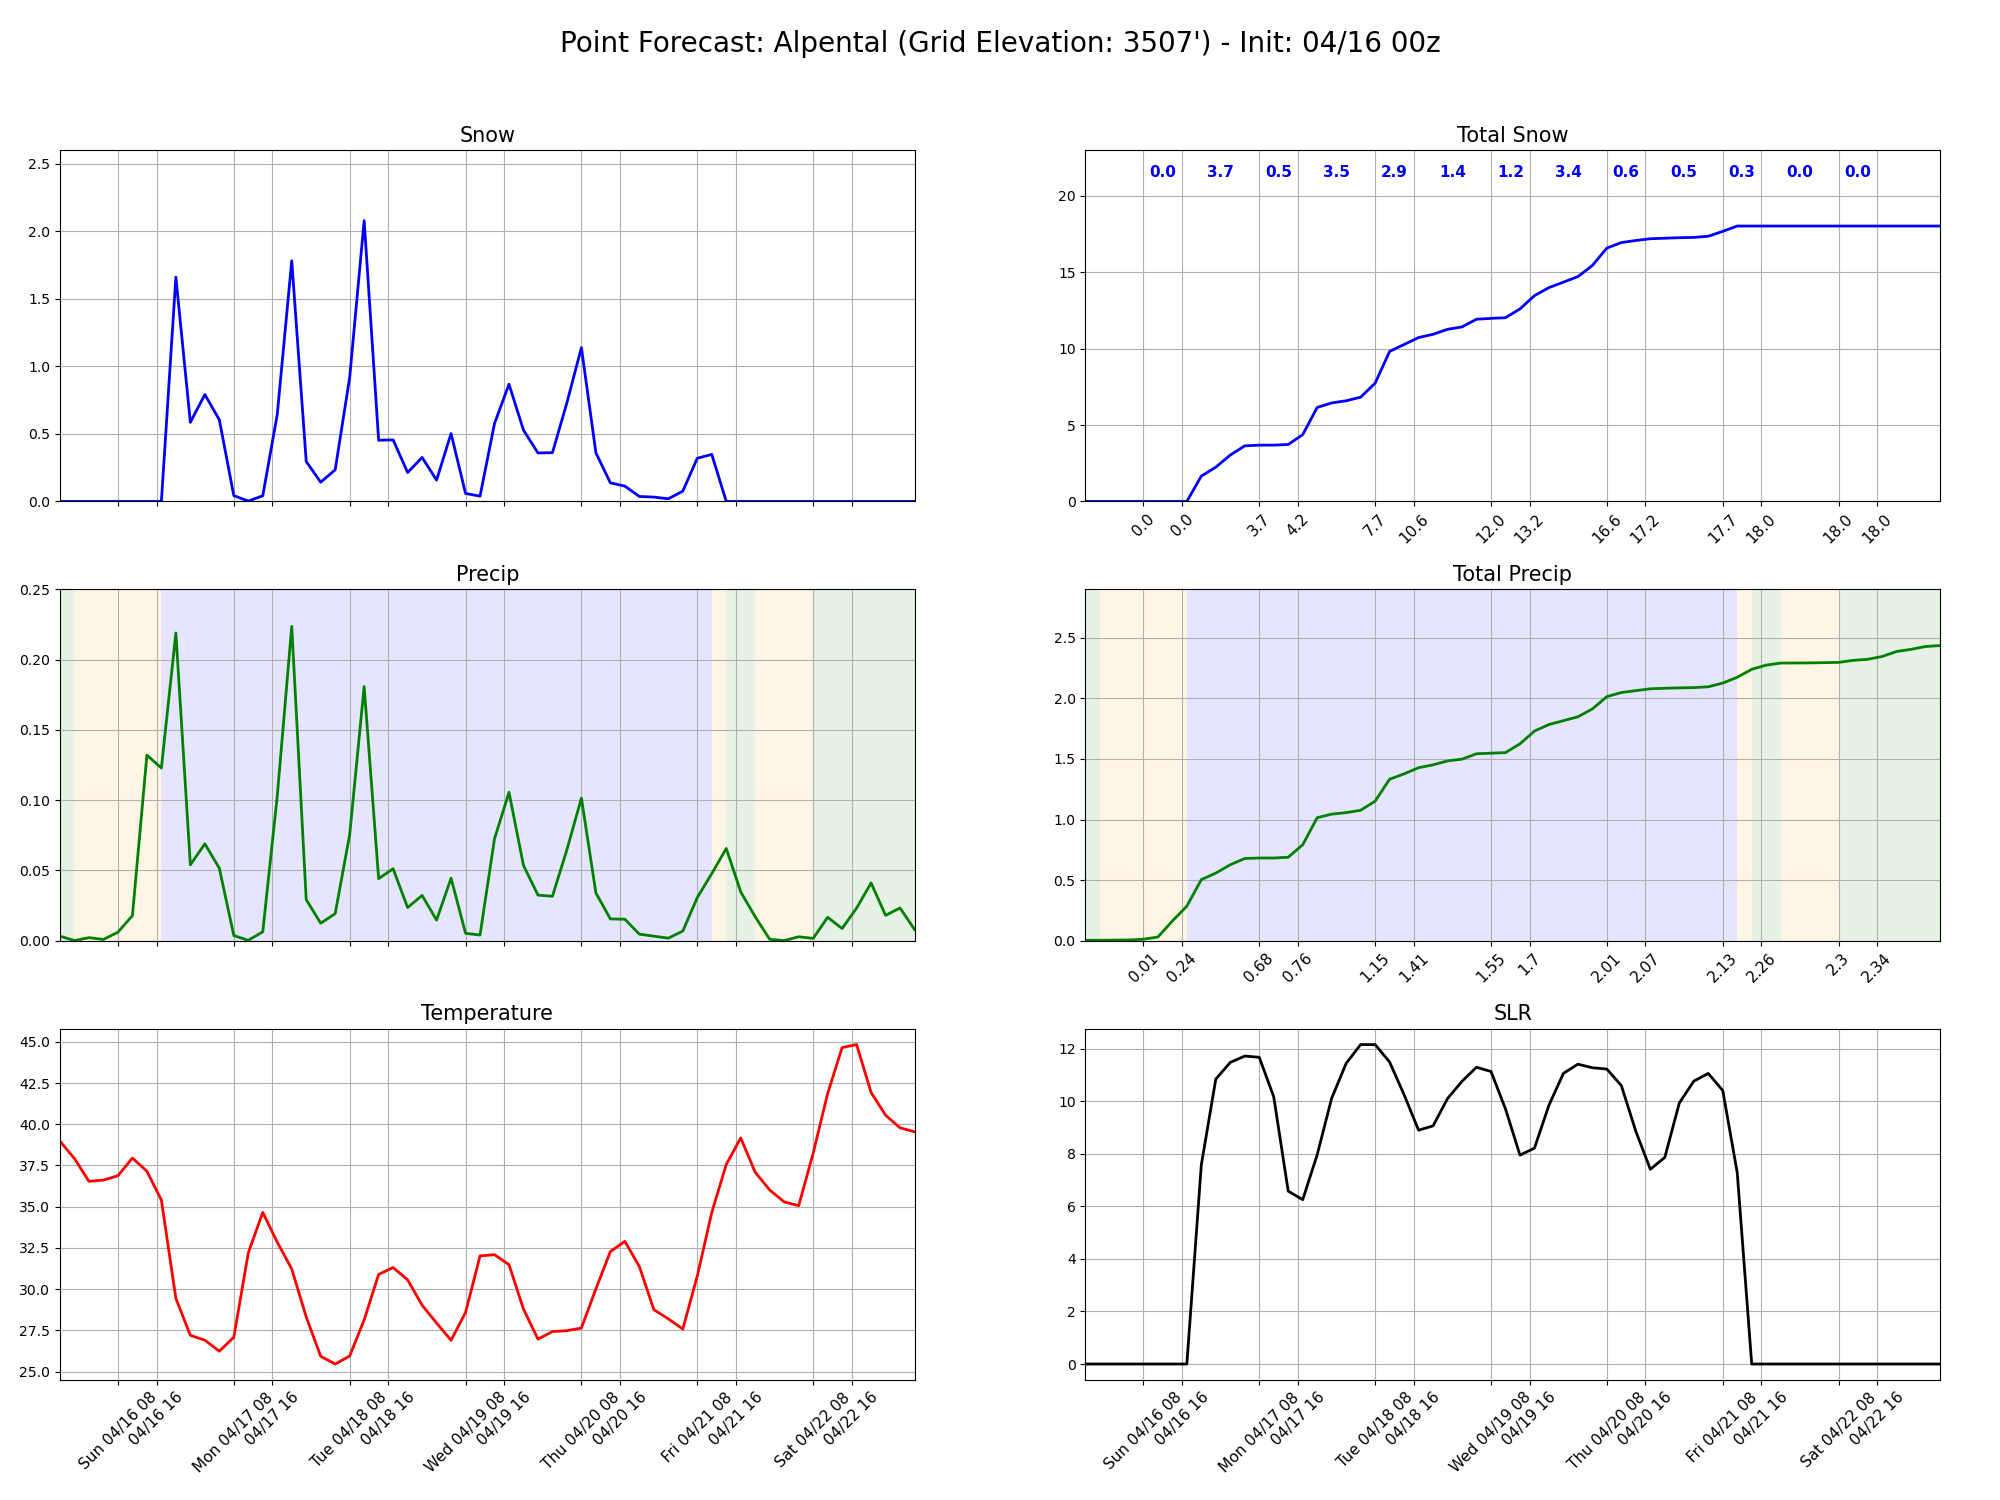 Point Forecast: Alpental (Grid Elevation: 3507') - Init: 04/16 00z
Snow
2.5
2.0
1.5
1.0
0.5
0.0
Total Snow
0.0 3.7 0.5 3.5 2.9 1.4 1.2 3.4 0.6 0.5 0.3 0.0 0.0
20
15
10
5
0
0.0 0.0 3.7 4.2 7.7 10.6 12.0 13.2 16.6 17.2 17.7 18.0 18.0 18.0
Precip
0.25
0.20
0.15
0.10
0.05
0.00
Total Precip
2.5
2.0
1.5
1.0
0.5
0.0
0.01 0.24 0.68 0.76 1.15 1.41 1.55 1.7 2.01 2.07 2.13 2.26 2.3 2.34
Temperature
45.0
42.5
40.0
37.5
35.0
32.5
30.0
27.5
25.0
Sun 04/16 08
04/16 16
Mon 04/17 08
04/17 16
Tue 04/18 08
04/18 16
Wed 04/19 08
04/19 16
Thu 04/20 08
04/20 16
Fri 04/21 08
04/21 16
Sat 04/22 08
04/22 16
SLR
12
10
8
6
4
2
0
Sun 04/16 08
04/16 16
Mon 04/17 08
04/17 16
Tue 04/18 08
04/18 16
Wed 04/19 08
04/19 16
Thu 04/20 08
04/20 16
Fri 04/21 08
04/21 16
Sat 04/22 08
04/22 16